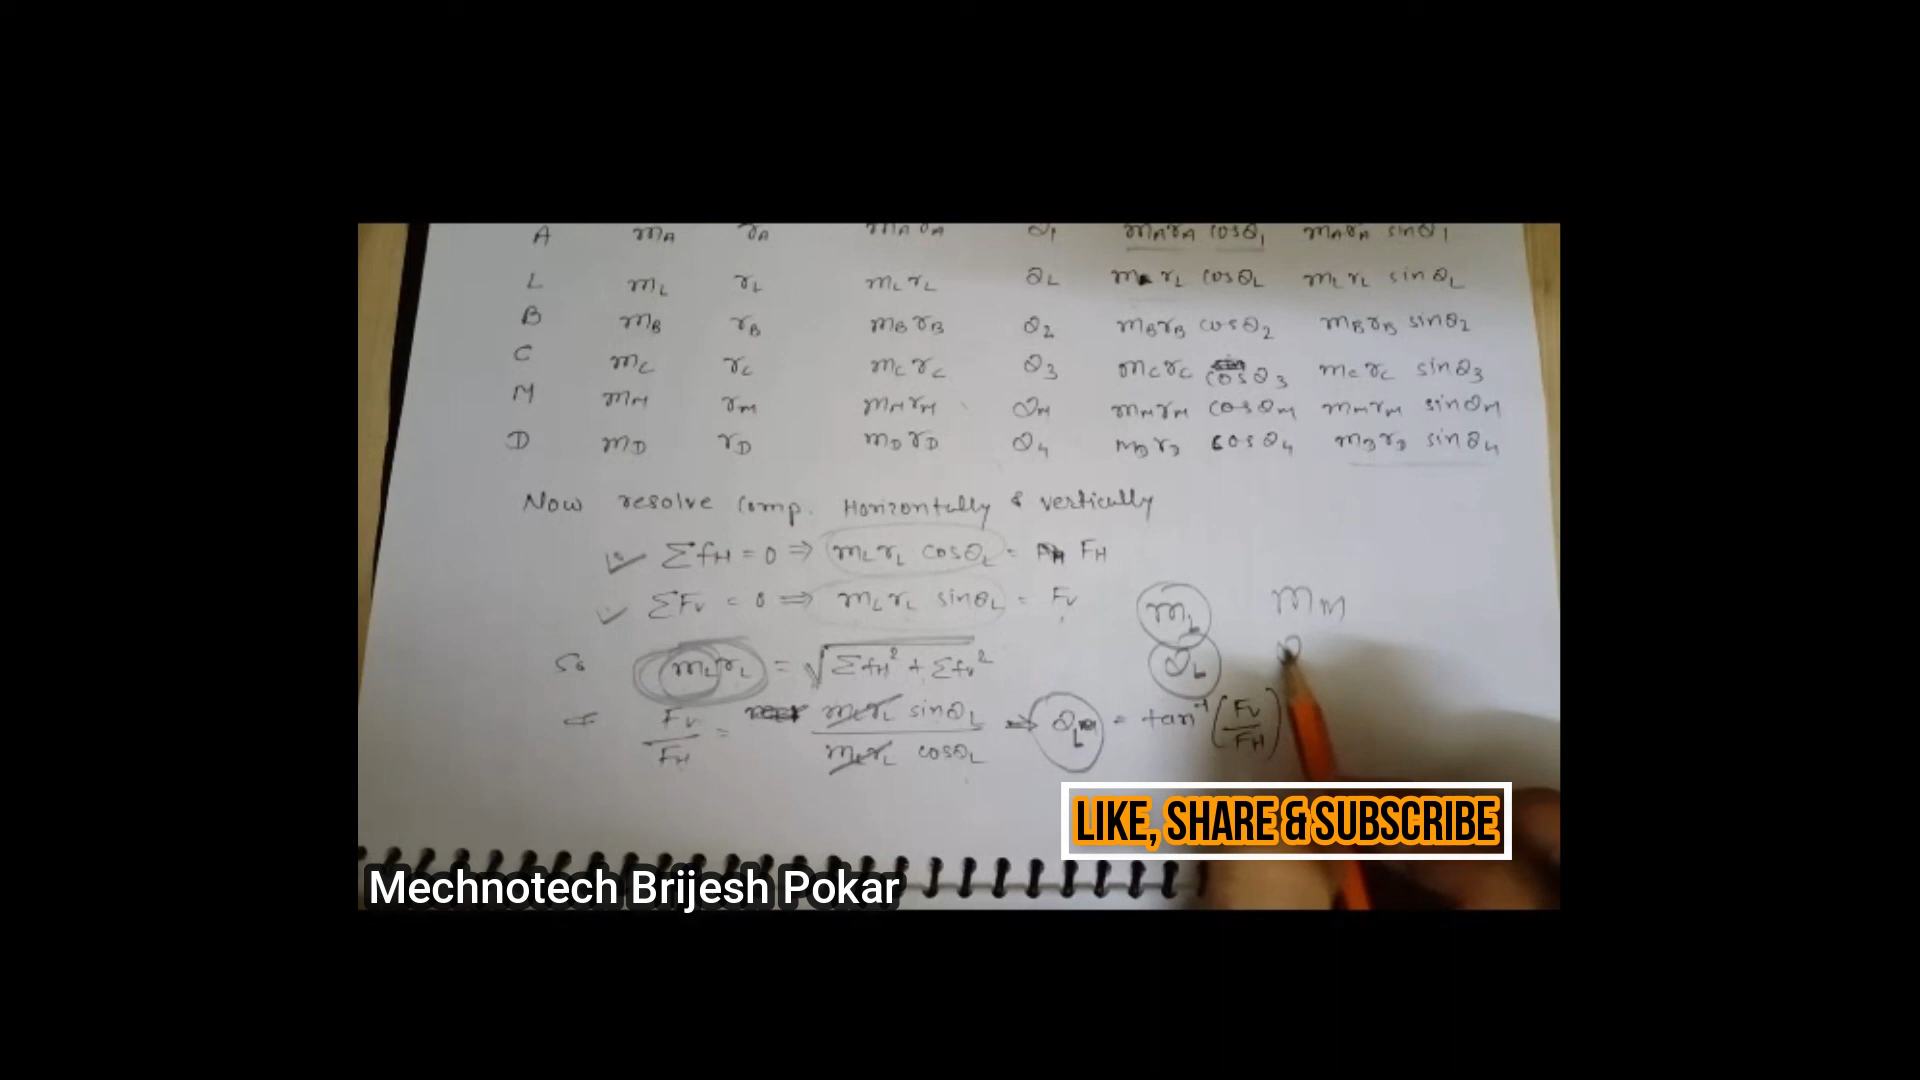 A mA rA mArA θ1 mArA cosθ1 mArA sinθ1
L mL rL mLrL θL m rL cosθL mLrL sinθL
B mB rB mBrB θ2 mBrB cosθ2 mBrB sinθ2
C mC rC mCrC θ3 mCrC cosθ3 mCrC sinθ3
M mM rM mMrM θM mMrM cosθM mMrM sinθM
D mD rD mDrD θ4 mDrD cosθ4 mDrD sinθ4
Now resolve comp. Horizontally & vertically
ΣfH = 0 ⇒ mLrL cosθL = FH
ΣFv = 0 ⇒ mLrL sinθL = Fv
mL mM
So mLrL = √ΣfH² + Σfv²
θL θ
Fv/FH = mLrL sinθL / mLrL cosθL ⇒ θL = tan⁻¹(Fv/FH)
LIKE, SHARE & SUBSCRIBE
Mechnotech Brijesh Pokar